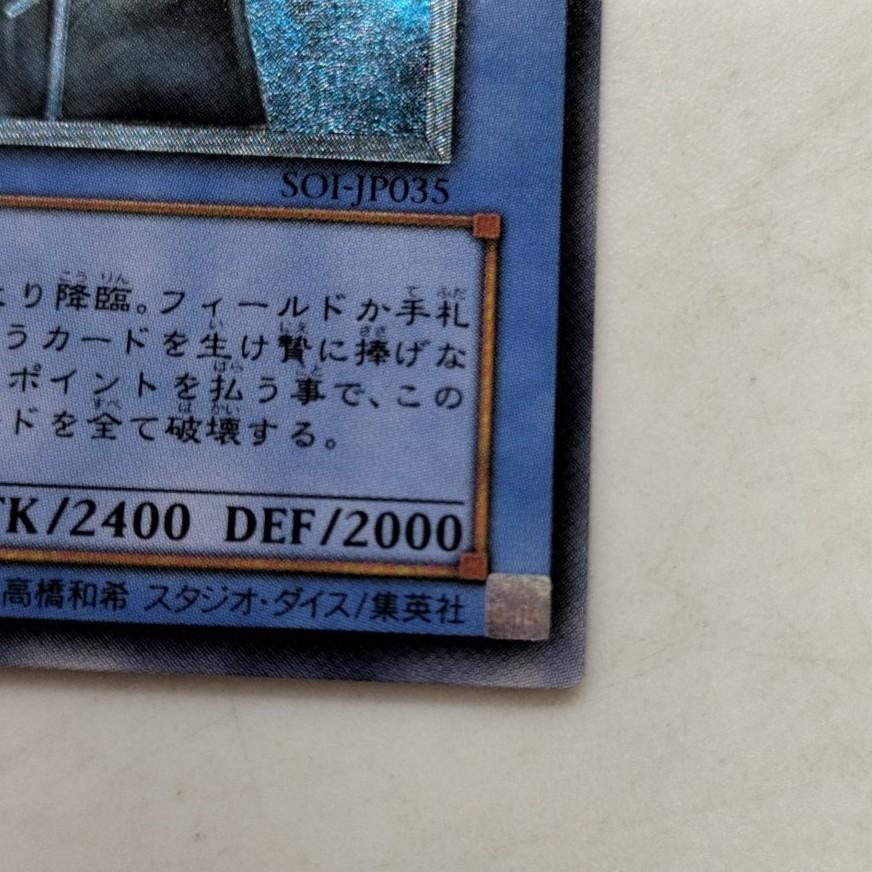 SOI-JP035
より降臨。フィールドか手札
うカードを生け贄に捧げな
ポイントを払う事で、この
ドを全て破壊する。
TK/2400 DEF/2000
高橋和希 スタジオ・ダイス/集英社